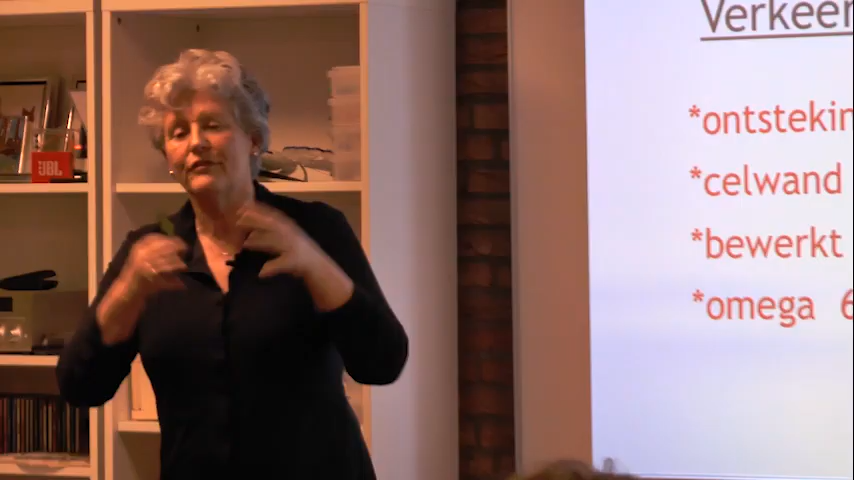 Verkeer
*ontstekin
*celwand
*bewerkt
*omega 6
JBL